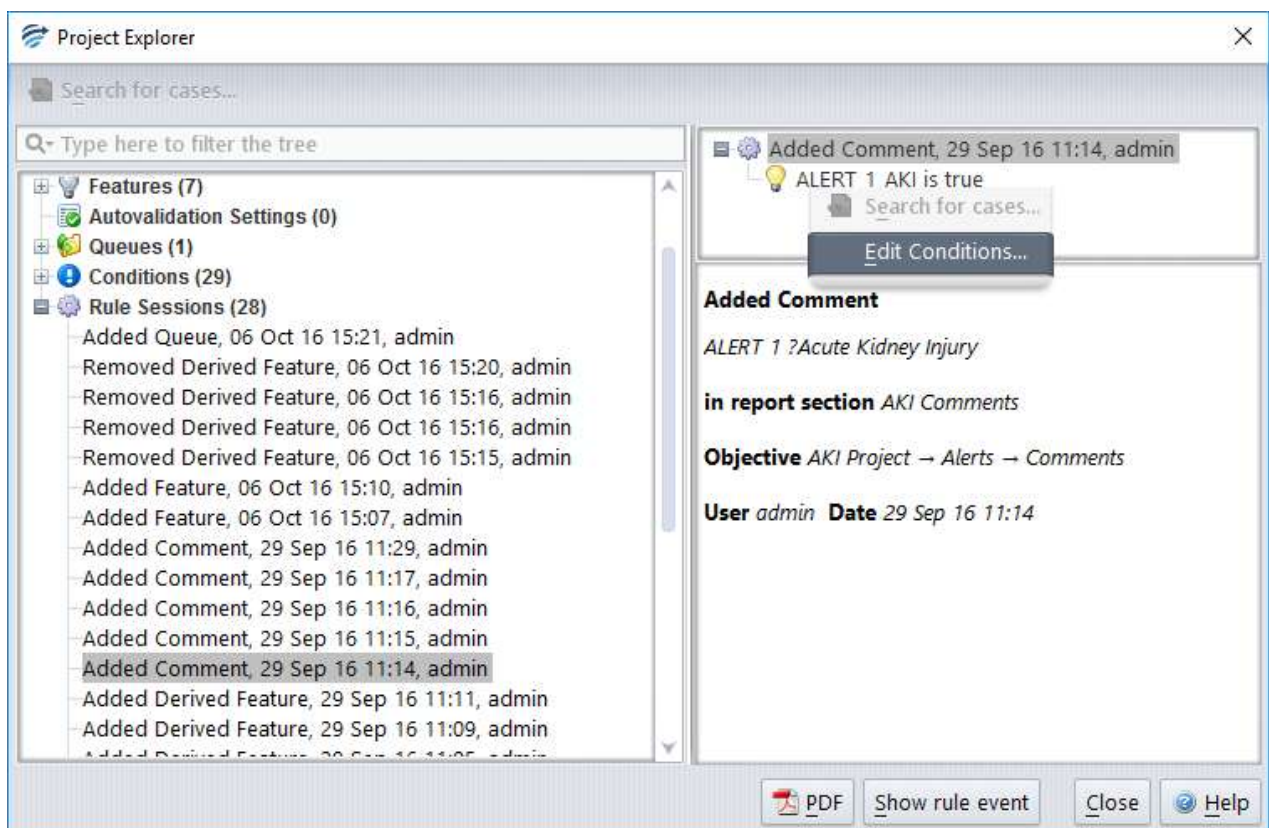 Project Explorer
Search for cases...
Type here to filter the tree
Features (7)
Autovalidation Settings (0)
Queues (1)
Conditions (29)
Rule Sessions (28)
Added Queue, 06 Oct 16 15:21, admin
Removed Derived Feature, 06 Oct 16 15:20, admin
Removed Derived Feature, 06 Oct 16 15:16, admin
Removed Derived Feature, 06 Oct 16 15:16, admin
Removed Derived Feature, 06 Oct 16 15:15, admin
Added Feature, 06 Oct 16 15:10, admin
Added Feature, 06 Oct 16 15:07, admin
Added Comment, 29 Sep 16 11:29, admin
Added Comment, 29 Sep 16 11:17, admin
Added Comment, 29 Sep 16 11:16, admin
Added Comment, 29 Sep 16 11:15, admin
Added Comment, 29 Sep 16 11:14, admin
Added Derived Feature, 29 Sep 16 11:11, admin
Added Derived Feature, 29 Sep 16 11:09, admin
Added Comment, 29 Sep 16 11:14, admin
ALERT 1 AKI is true
Search for cases...
Edit Conditions...
Added Comment
ALERT 1 ?Acute Kidney Injury
in report section AKI Comments
Objective AKI Project → Alerts → Comments
User admin Date 29 Sep 16 11:14
PDF
Show rule event
Close
Help